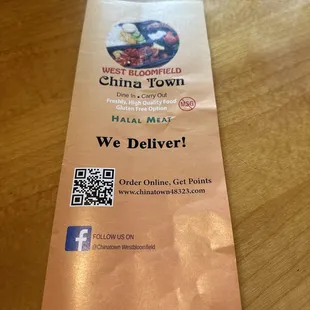 WEST BLOOMFIELD
China Town
Dine In • Carry Out
Freshly, High Quality Food
Gluten Free Option
MSG
HALAL MEAT
We Deliver!
Order Online, Get Points
www.chinatown48323.com
f
FOLLOW US ON
@Chinatown Westbloomfield